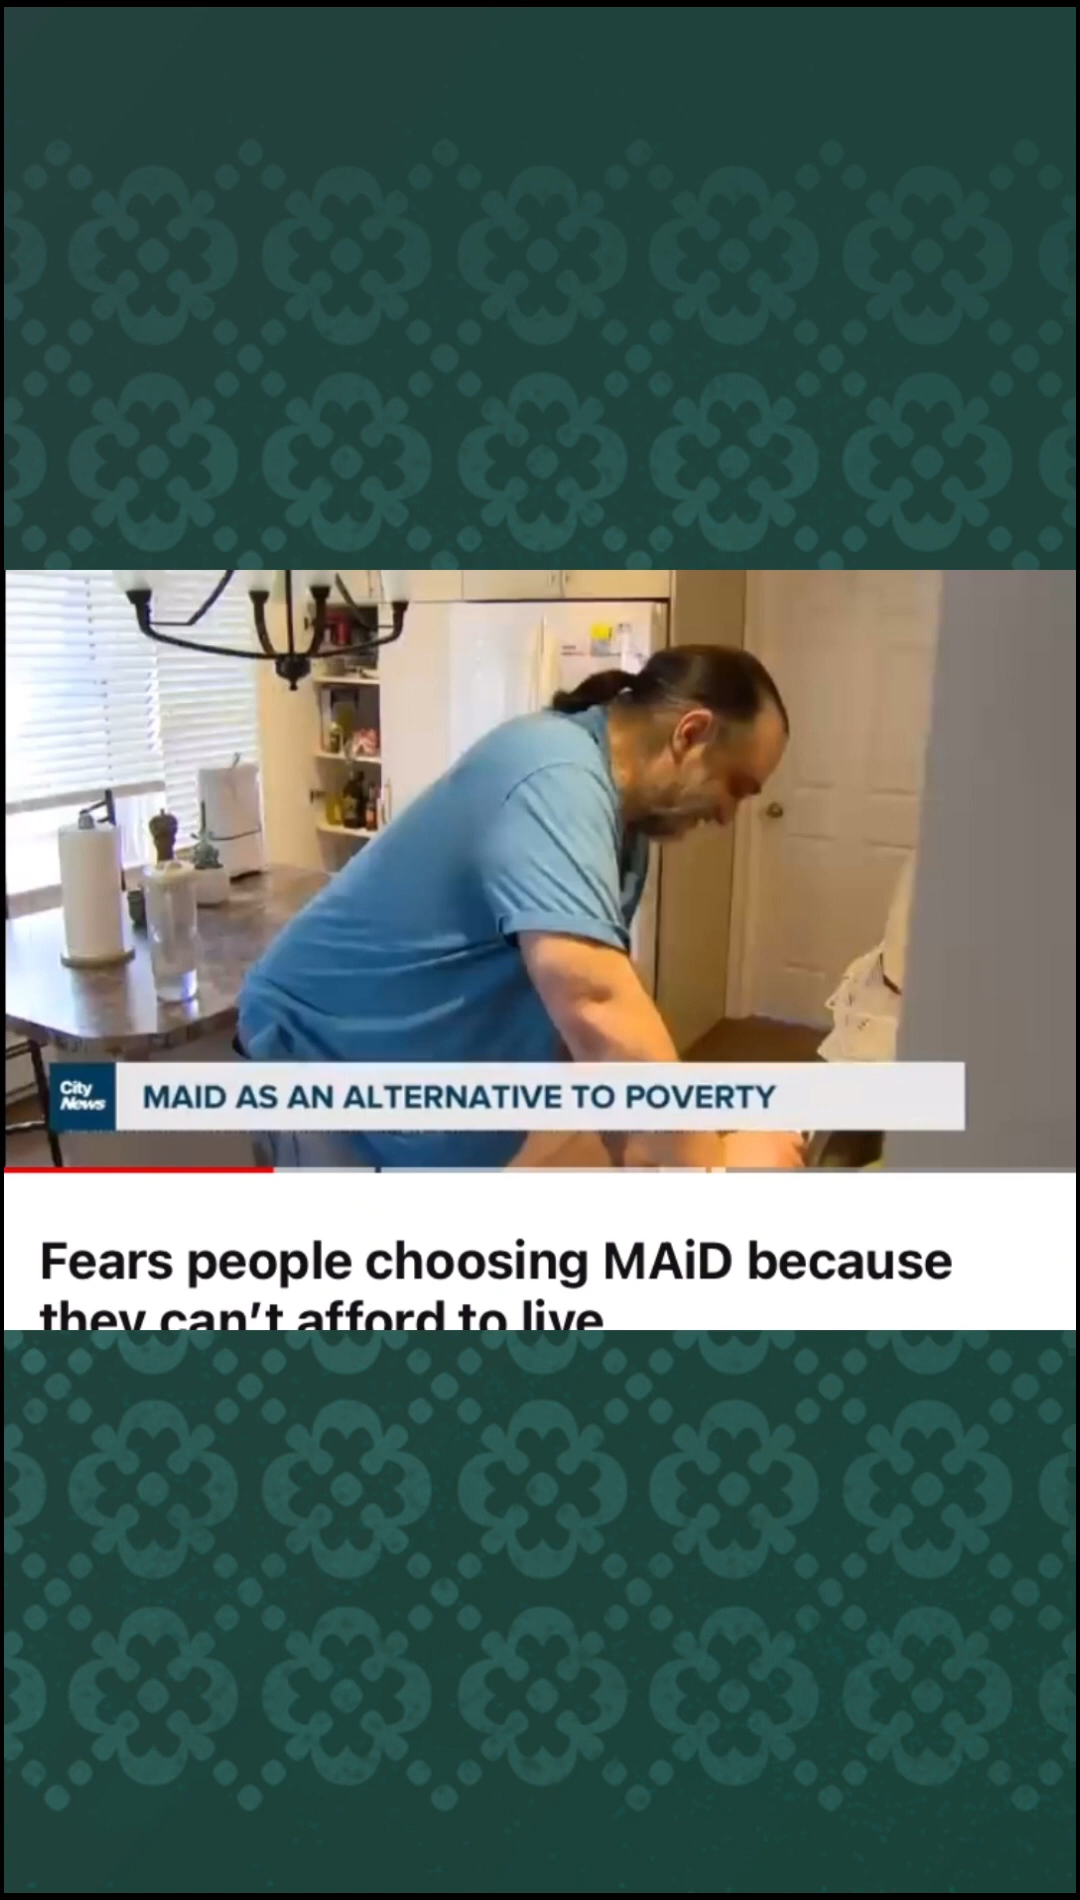 City
News
MAID AS AN ALTERNATIVE TO POVERTY
Fears people choosing MAiD because
they can't afford to live